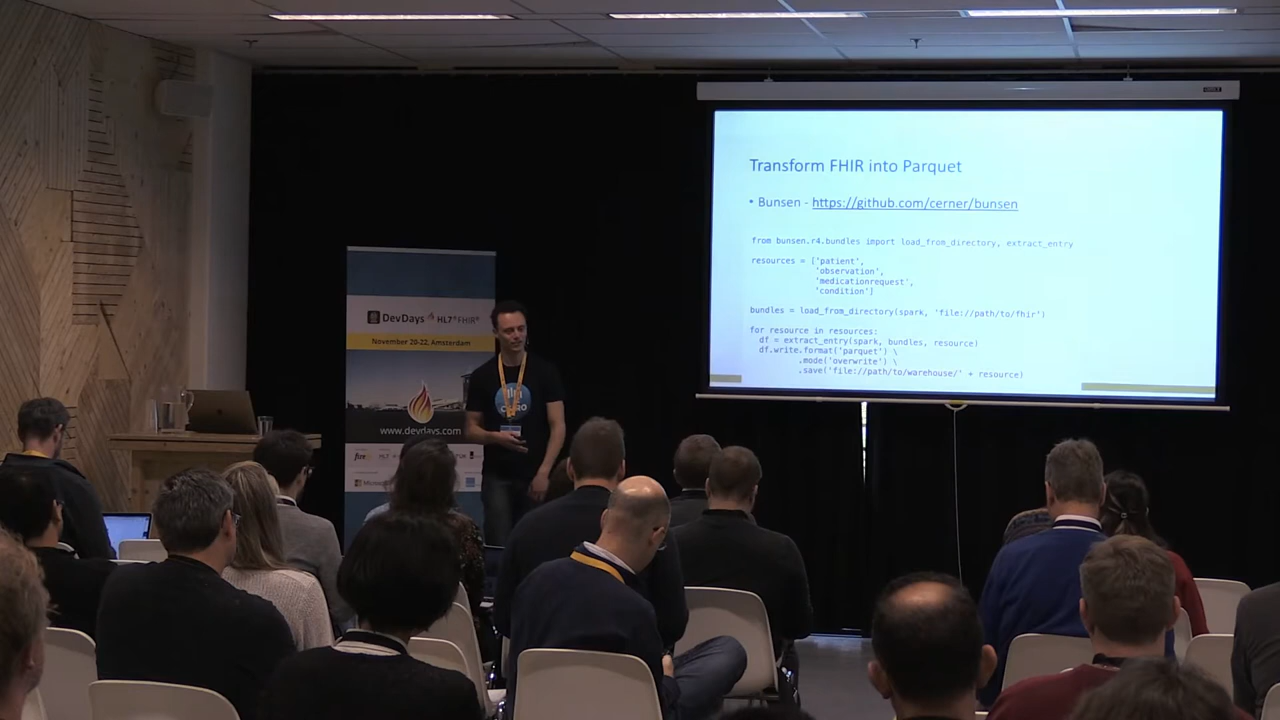 Transform FHIR into Parquet
• Bunsen - https://github.com/cerner/bunsen
from bunsen.r4.bundles import load_from_directory, extract_entry
resources = ['patient',
'observation',
'medicationrequest',
'condition']
bundles = load_from_directory(spark, 'file://path/to/fhir')
for resource in resources:
df = extract_entry(spark, bundles, resource)
df.write.format('parquet') \
.mode('overwrite') \
.save('file://path/to/warehouse/' + resource)
DevDays HL7® FHIR®
November 20-22, Amsterdam
www.devdays.com